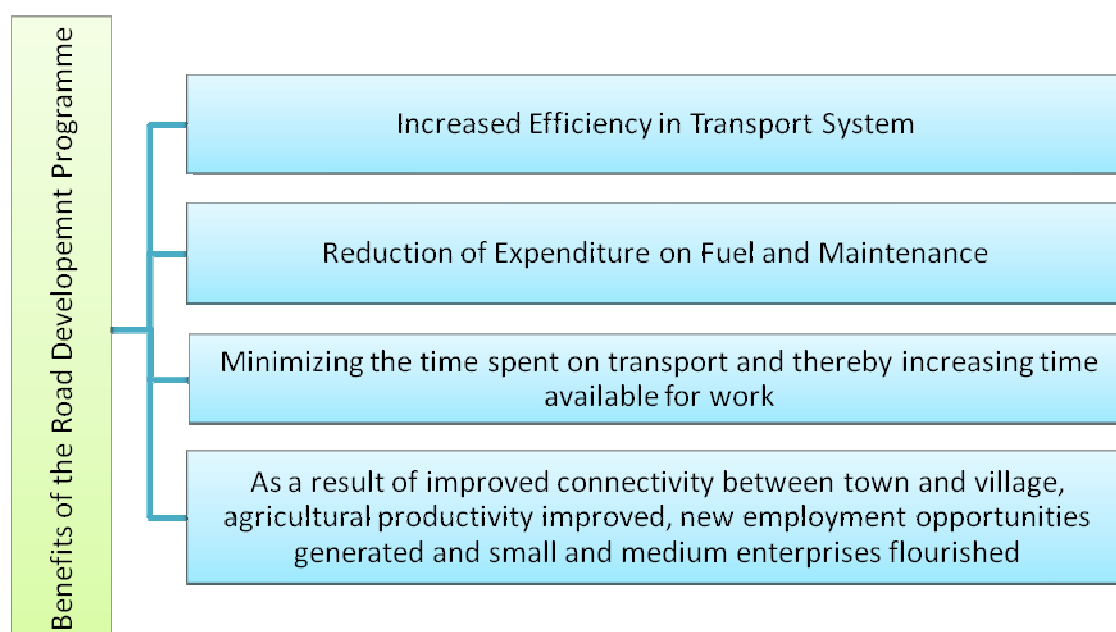 Benefits of the Road Developemnt Programme
Increased Efficiency in Transport System
Reduction of Expenditure on Fuel and Maintenance
Minimizing the time spent on transport and thereby increasing time
available for work
As a result of improved connectivity between town and village,
agricultural productivity improved, new employment opportunities
generated and small and medium enterprises flourished